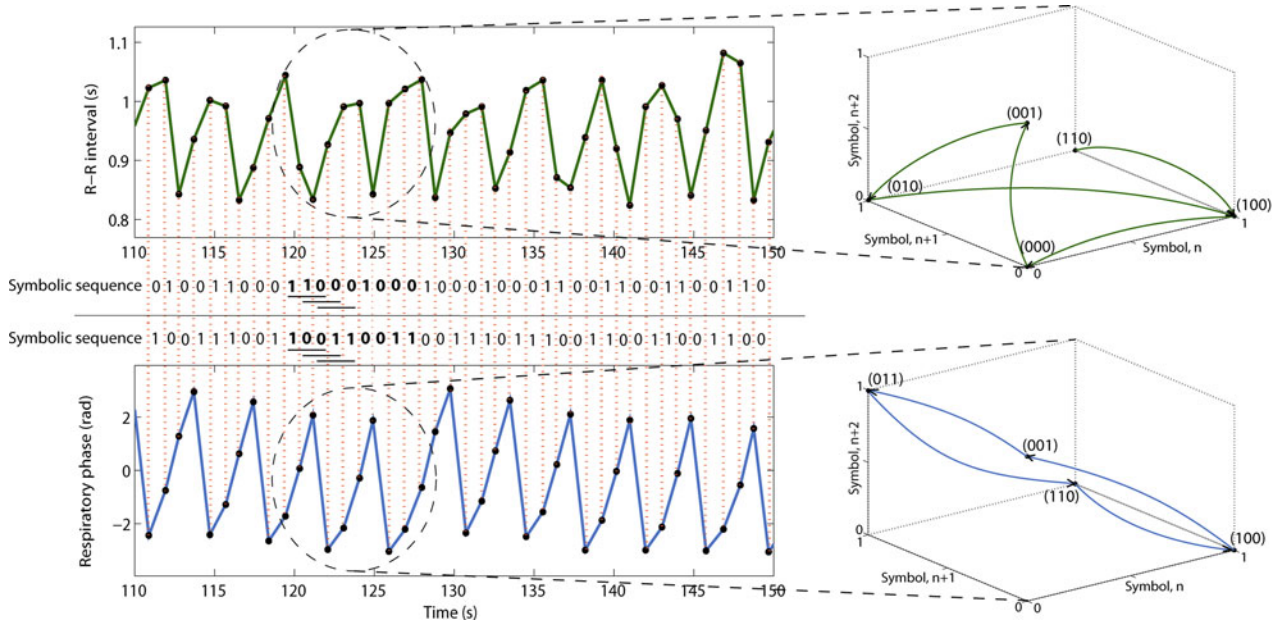 1,1
1
0.9
0.8
R–R interval (s)
110 115 120 125 130 135 140 145 150
Symbolic sequence 0 1 0 0 1 1 0 0 0 1 1 0 0 0 1 0 0 0 1 0 0 0 1 0 0 1 1 0 0 1 1 0 0 1 1 0 0 1 1 0
Symbolic sequence 1 0 0 1 1 1 0 0 1 1 0 0 1 1 0 0 1 1 0 0 1 1 1 0 0 1 1 0 0 1 1 0 0 1 1 0 0 1 1 0 0
2
0
−2
Respiratory phase (rad)
110 115 120 125 130 135 140 145 150
Time (s)
1
Symbol, n+2
0
1
(001)
(110)
(010)
(100)
1
(000)
Symbol, n+1
Symbol, n
0 0
1
(011)
Symbol, n+2
(001)
(110)
0
1
(100)
1
Symbol, n+1
Symbol, n
0 0